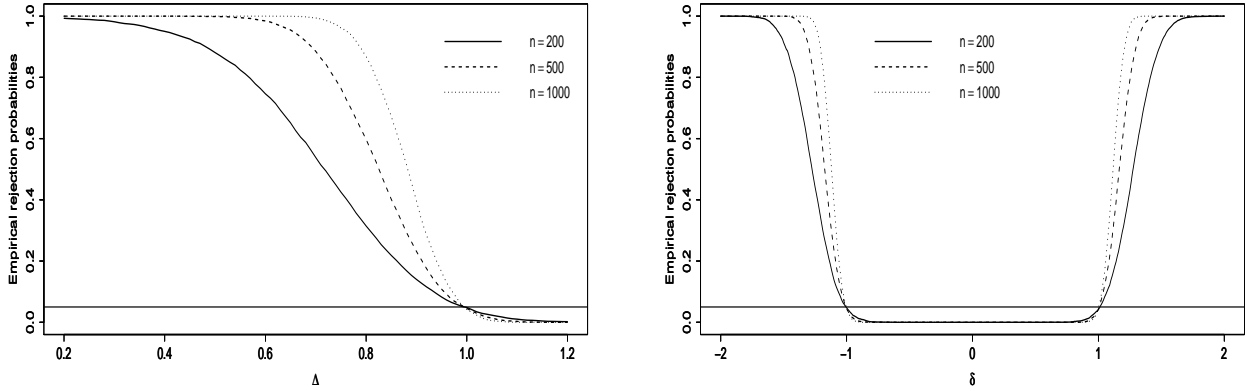 Empirical rejection probabilities
1.0
0.8
0.6
0.4
0.2
0.0
n = 200
n = 500
n = 1000
0.2 0.4 0.6 0.8 1.0 1.2
Δ
Empirical rejection probabilities
1.0
0.8
0.6
0.4
0.2
0.0
n = 200
n = 500
n = 1000
−2 −1 0 1 2
δ